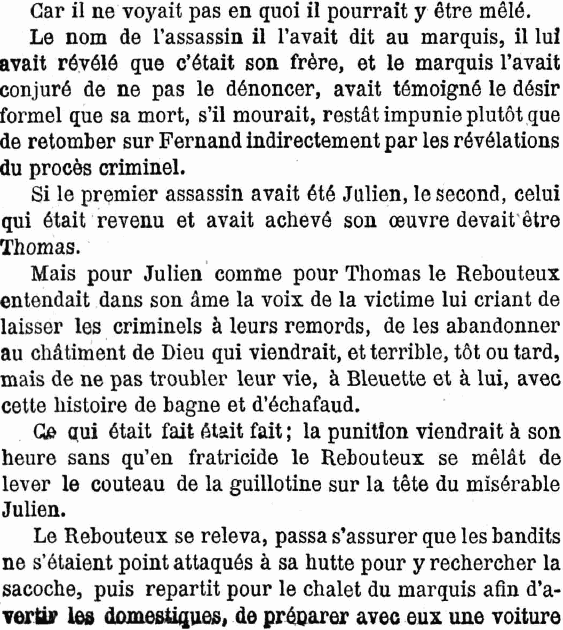 Car il ne voyait pas en quoi il pourrait y être mêlé.
Le nom de l'assassin il l'avait dit au marquis, il lui
avait révélé que c'était son frère, et le marquis l'avait
conjuré de ne pas le dénoncer, avait témoigné le désir
formel que sa mort, s'il mourait, restât impunie plutôt que
de retomber sur Fernand indirectement par les révélations
du procès criminel.
Si le premier assassin avait été Julien, le second, celui
qui était revenu et avait achevé son œuvre devait être
Thomas.
Mais pour Julien comme pour Thomas le Rebouteux
entendait dans son âme la voix de la victime lui criant de
laisser les criminels à leurs remords, de les abandonner
au châtiment de Dieu qui viendrait, et terrible, tôt ou tard,
mais de ne pas troubler leur vie, à Bleuette et à lui, avec
cette histoire de bagne et d'échafaud.
Ce qui était fait était fait ; la punition viendrait à son
heure sans qu'en fratricide le Rebouteux se mêlât de
lever le couteau de la guillotine sur la tête du misérable
Julien.
Le Rebouteux se releva, passa s'assurer que les bandits
ne s'étaient point attaqués à sa hutte pour y rechercher la
sacoche, puis repartit pour le chalet du marquis afin d'a-
vertir les domestiques, de préparer avec eux une voiture